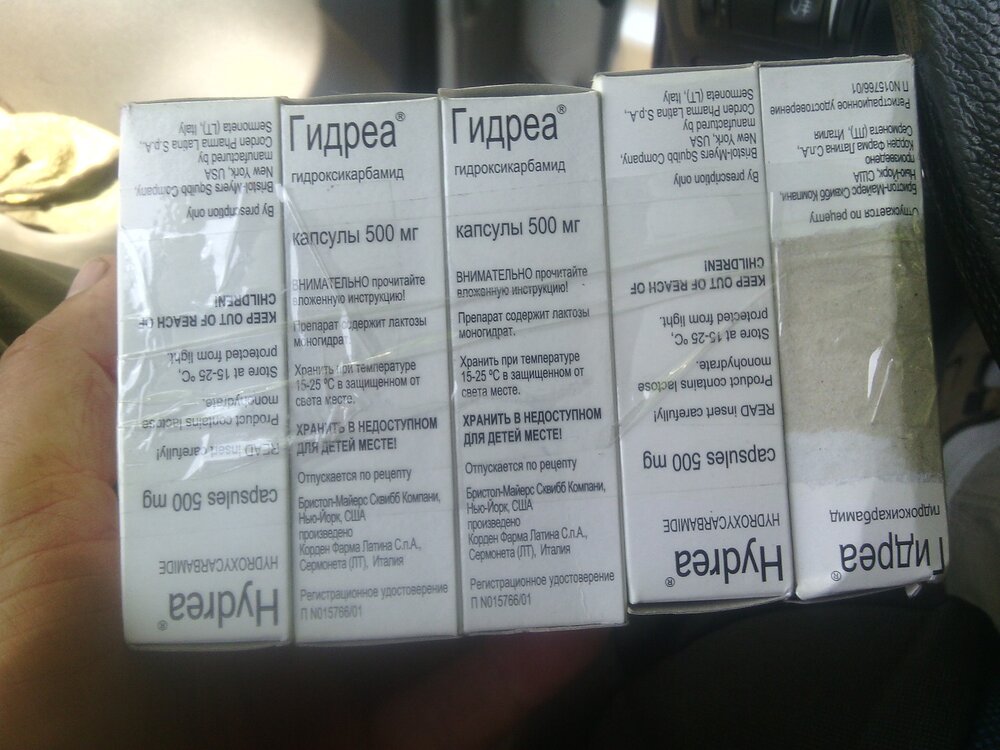 Hydrea®
HYDROXYCARBAMIDE
capsules 500 mg
READ insert carefully!
Product contains lactose
monohydrate.
Store at 15-25 ºC,
protected from light.
KEEP OUT OF REACH OF
CHILDREN!
By prescription only
Bristol-Myers Squibb Company,
New York, USA
manufactured by
Corden Pharma Latina S.p.A.,
Sermoneta (LT), Italy
Гидреа®
гидроксикарбамид
капсулы 500 мг
ВНИМАТЕЛЬНО прочитайте
вложенную инструкцию!
Препарат содержит лактозы
моногидрат.
Хранить при температуре
15-25 ºС в защищенном от
света месте.
ХРАНИТЬ В НЕДОСТУПНОМ
ДЛЯ ДЕТЕЙ МЕСТЕ!
Отпускается по рецепту
Бристол-Майерс Сквибб Компани,
Нью-Йорк, США
произведено
Корден Фарма Латина С.п.А.,
Сермонета (ЛТ), Италия
Регистрационное удостоверение
П N015766/01
Гидреа®
гидроксикарбамид
капсулы 500 мг
ВНИМАТЕЛЬНО прочитайте
вложенную инструкцию!
Препарат содержит лактозы
моногидрат.
Хранить при температуре
15-25 ºС в защищенном от
света месте.
ХРАНИТЬ В НЕДОСТУПНОМ
ДЛЯ ДЕТЕЙ МЕСТЕ!
Отпускается по рецепту
Бристол-Майерс Сквибб Компани,
Нью-Йорк, США
произведено
Корден Фарма Латина С.п.А.,
Сермонета (ЛТ), Италия
Регистрационное удостоверение
П N015766/01
Hydrea®
HYDROXYCARBAMIDE
capsules 500 mg
READ insert carefully!
Product contains lactose
monohydrate.
Store at 15-25 ºC,
protected from light.
KEEP OUT OF REACH OF
CHILDREN!
By prescription only
Bristol-Myers Squibb Company,
New York, USA
manufactured by
Corden Pharma Latina S.p.A.,
Sermoneta (LT), Italy
Гидреа®
гидроксикарбамид
Отпускается по рецепту
Бристол-Майерс Сквибб Компани,
Нью-Йорк, США
произведено
Корден Фарма Латина С.п.А.,
Сермонета (ЛТ), Италия
Регистрационное удостоверение
П N015766/01